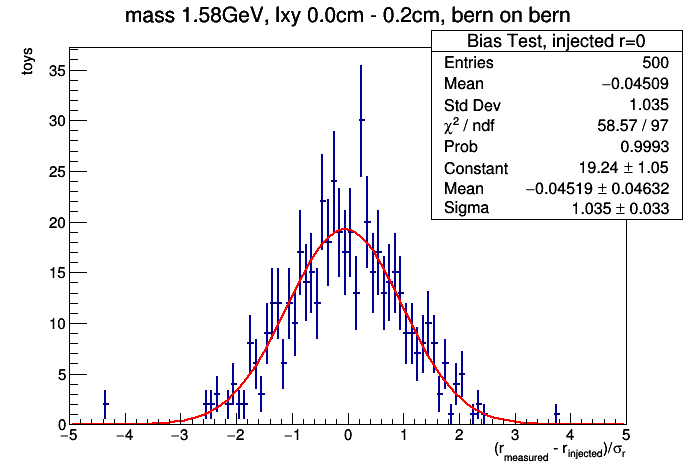 mass 1.58GeV, lxy 0.0cm - 0.2cm, bern on bern
Bias Test, injected r=0
Entries 500
Mean −0.04509
Std Dev 1.035
χ² / ndf 58.57 / 97
Prob 0.9993
Constant 19.24 ± 1.05
Mean −0.04519 ± 0.04632
Sigma 1.035 ± 0.033
toys
35
30
25
20
15
10
5
0
−5 −4 −3 −2 −1 0 1 2 3 4 5
(r_measured - r_injected)/σ_r